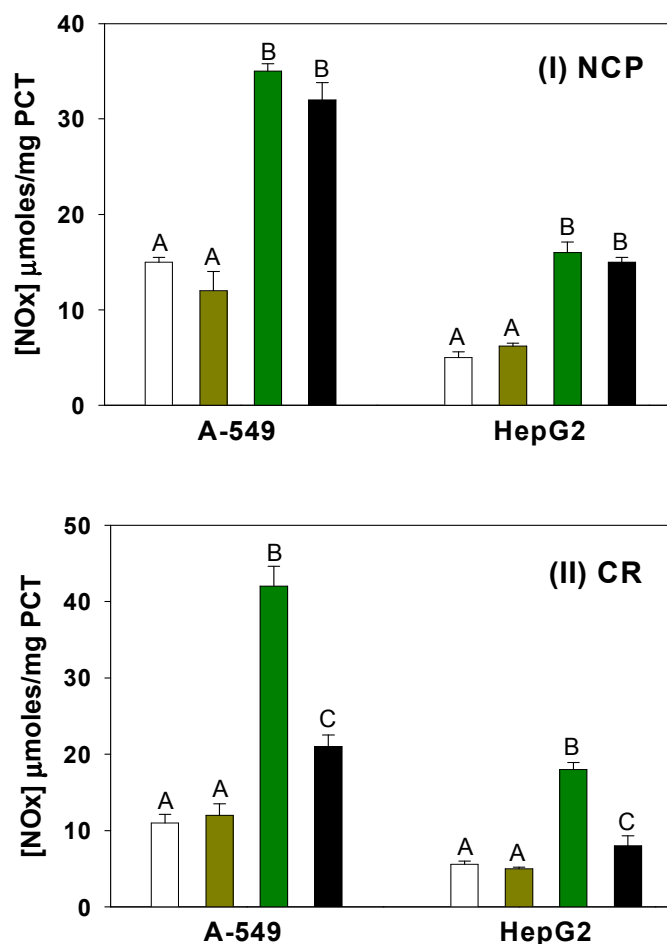 (I) NCP
[NOx] µmoles/mg PCT
40
30
20
10
0
A
A
B
B
A
A
B
B
A-549
HepG2
(II) CR
[NOx] µmoles/mg PCT
50
40
30
20
10
0
A
A
B
C
A
A
B
C
A-549
HepG2